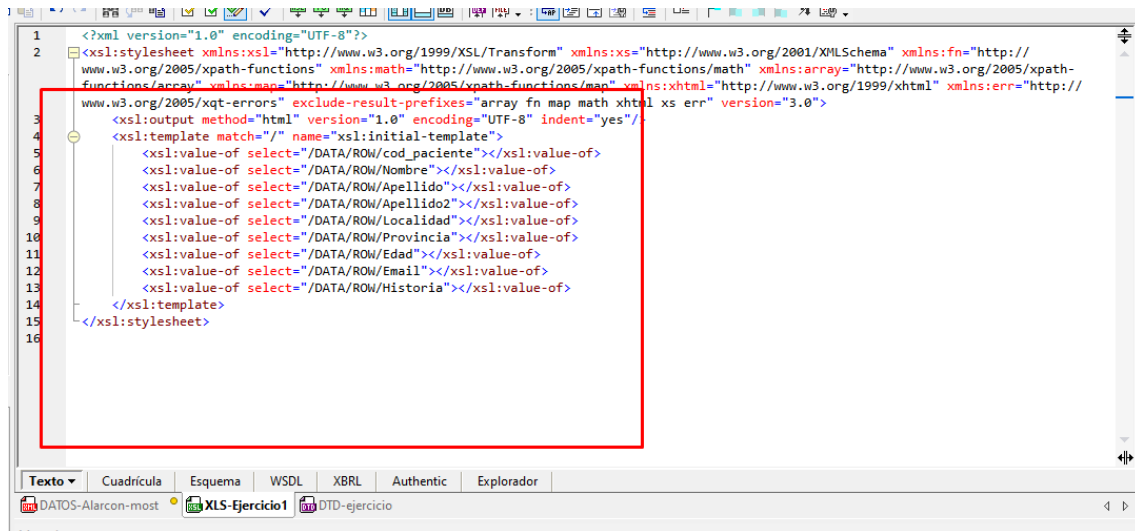 1 <?xml version="1.0" encoding="UTF-8"?>
2 <xsl:stylesheet xmlns:xsl="http://www.w3.org/1999/XSL/Transform" xmlns:xs="http://www.w3.org/2001/XMLSchema" xmlns:fn="http://
www.w3.org/2005/xpath-functions" xmlns:math="http://www.w3.org/2005/xpath-functions/math" xmlns:array="http://www.w3.org/2005/xpath-
functions/array" xmlns:map="http://www.w3.org/2005/xpath-functions/map" xmlns:xhtml="http://www.w3.org/1999/xhtml" xmlns:err="http://
www.w3.org/2005/xqt-errors" exclude-result-prefixes="array fn map math xhtml xs err" version="3.0">
3 <xsl:output method="html" version="1.0" encoding="UTF-8" indent="yes"/>
4 <xsl:template match="/" name="xsl:initial-template">
5 <xsl:value-of select="/DATA/ROW/cod_paciente"></xsl:value-of>
6 <xsl:value-of select="/DATA/ROW/Nombre"></xsl:value-of>
7 <xsl:value-of select="/DATA/ROW/Apellido"></xsl:value-of>
8 <xsl:value-of select="/DATA/ROW/Apellido2"></xsl:value-of>
9 <xsl:value-of select="/DATA/ROW/Localidad"></xsl:value-of>
10 <xsl:value-of select="/DATA/ROW/Provincia"></xsl:value-of>
11 <xsl:value-of select="/DATA/ROW/Edad"></xsl:value-of>
12 <xsl:value-of select="/DATA/ROW/Email"></xsl:value-of>
13 <xsl:value-of select="/DATA/ROW/Historia"></xsl:value-of>
14 </xsl:template>
15 </xsl:stylesheet>
16
Texto Cuadrícula Esquema WSDL XBRL Authentic Explorador
DATOS-Alarcon-most XLS-Ejercicio1 DTD-ejercicio